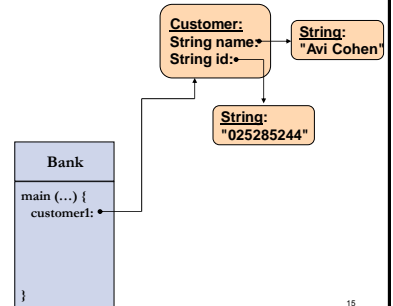 Customer:
String name:
String id:
String:
"Avi Cohen"
String:
"025285244"
Bank
main (…) {
customer1:
}
15